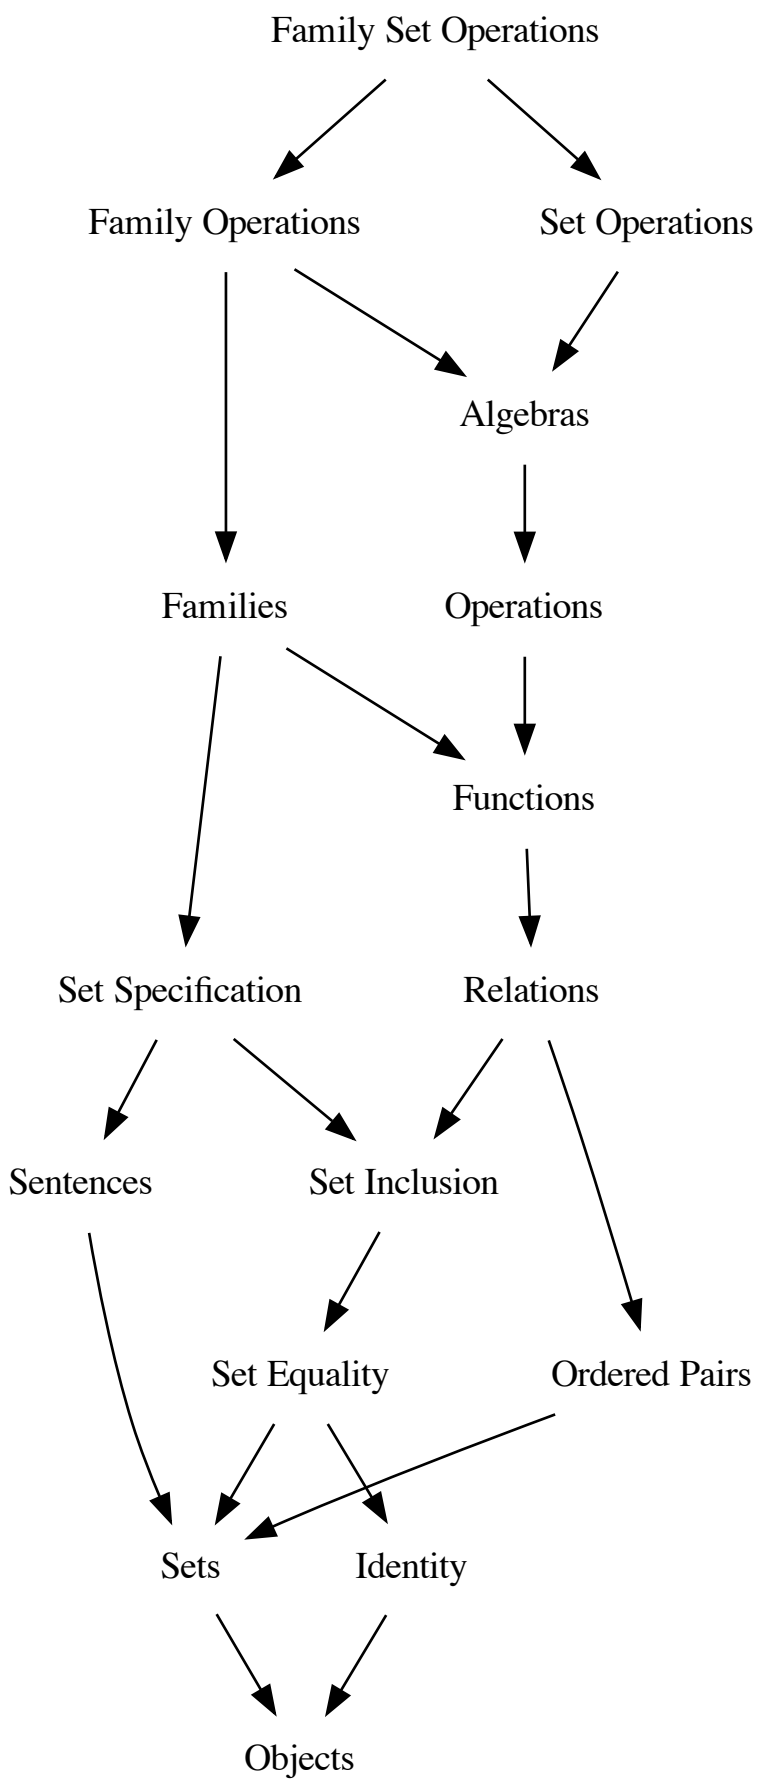 Family Set Operations
Family Operations
Set Operations
Algebras
Families
Operations
Functions
Set Specification
Relations
Sentences
Set Inclusion
Set Equality
Ordered Pairs
Sets
Identity
Objects